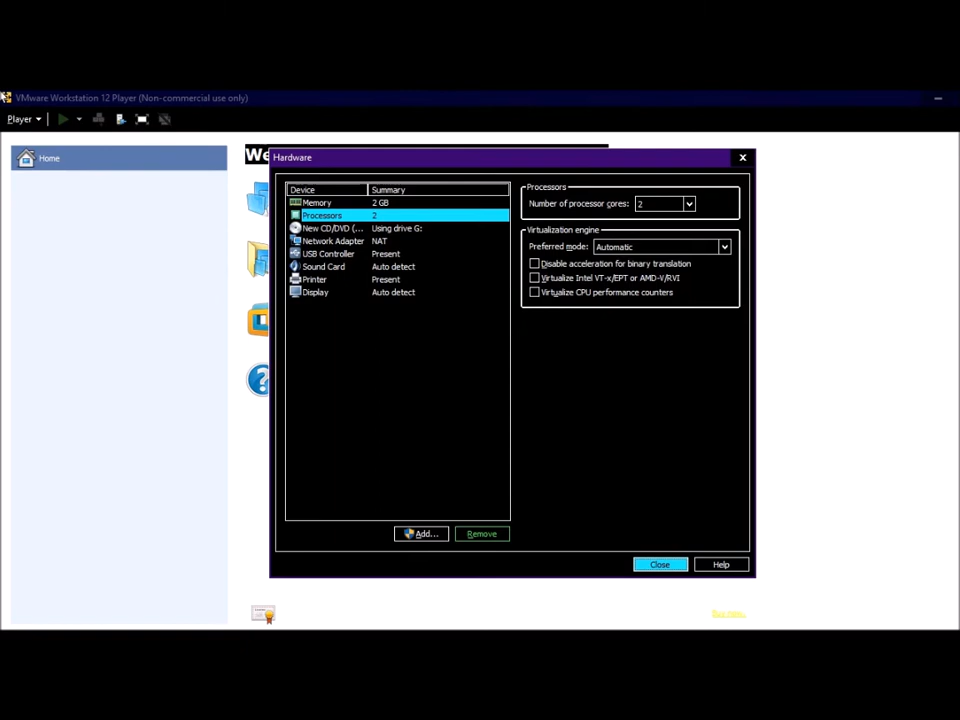 VMware Workstation 12 Player (Non-commercial use only)
Player
Home
We
Hardware
Device Summary
Memory 2 GB
Processors 2
New CD/DVD (... Using drive G:
Network Adapter NAT
USB Controller Present
Sound Card Auto detect
Printer Present
Display Auto detect
Add...
Remove
Processors
Number of processor cores: 2
Virtualization engine
Preferred mode: Automatic
Disable acceleration for binary translation
Virtualize Intel VT-x/EPT or AMD-V/RVI
Virtualize CPU performance counters
Close
Help